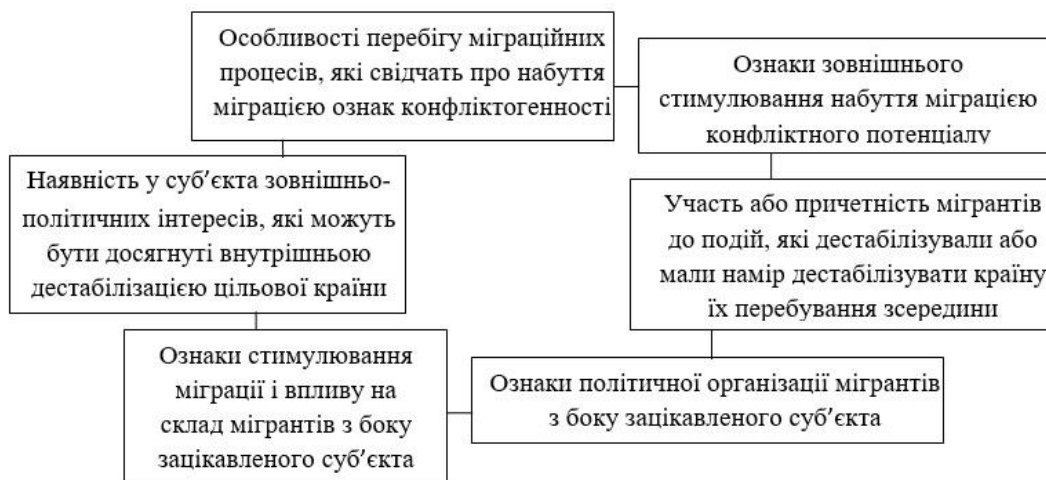 Особливості перебігу міграційних
процесів, які свідчать про набуття
міграцією ознак конфліктогенності
Ознаки зовнішнього
стимулювання набуття міграцією
конфліктного потенціалу
Наявність у суб′єкта зовнішньо-
політичних інтересів, які можуть
бути досягнуті внутрішньою
дестабілізацією цільової країни
Участь або причетність мігрантів
до подій, які дестабілізували або
мали намір дестабілізувати країну
їх перебування зсередини
Ознаки стимулювання
міграції і впливу на
склад мігрантів з боку
зацікавленого суб′єкта
Ознаки політичної організації мігрантів
з боку зацікавленого суб′єкта